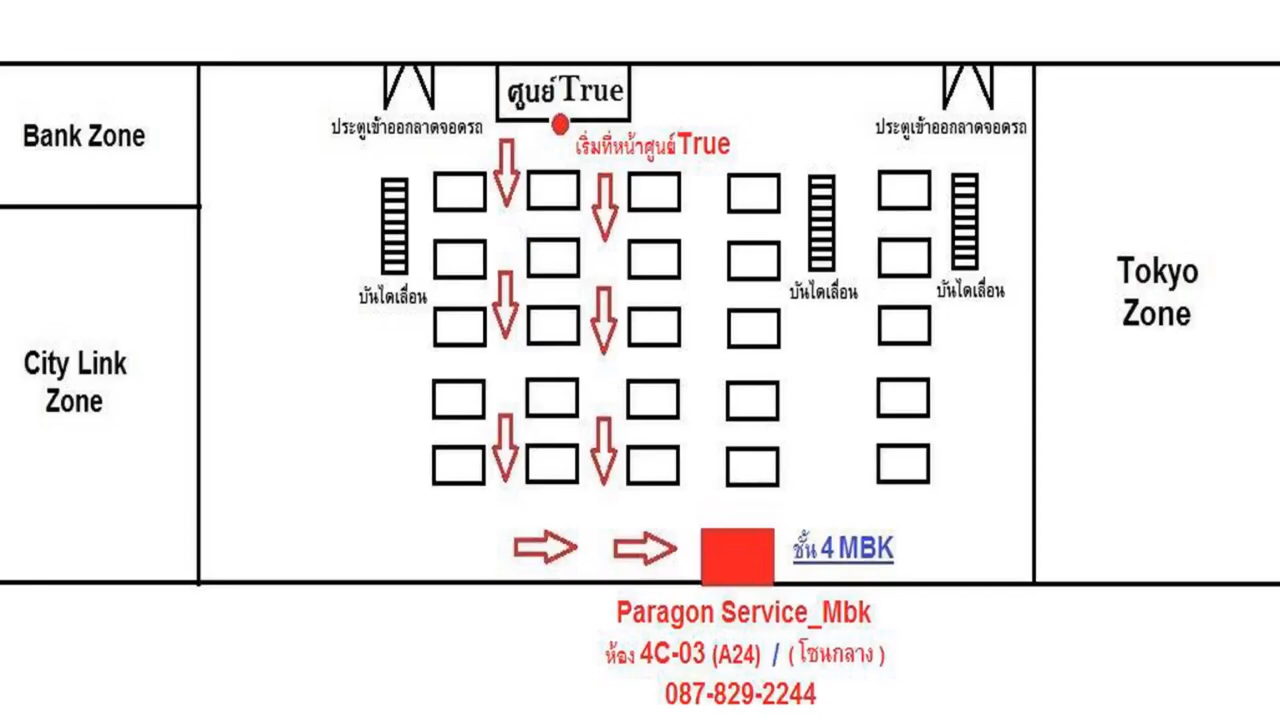 ศูนย์True
Bank Zone
ประตูเข้าออกลาดจอดรถ
ประตูเข้าออกลาดจอดรถ
เริ่มที่หน้าศูนย์True
บันไดเลื่อน
บันไดเลื่อน
บันไดเลื่อน
Tokyo
Zone
City Link
Zone
ชั้น 4 MBK
Paragon Service_Mbk
ห้อง 4C-03 (A24) / (โซนกลาง)
087-829-2244